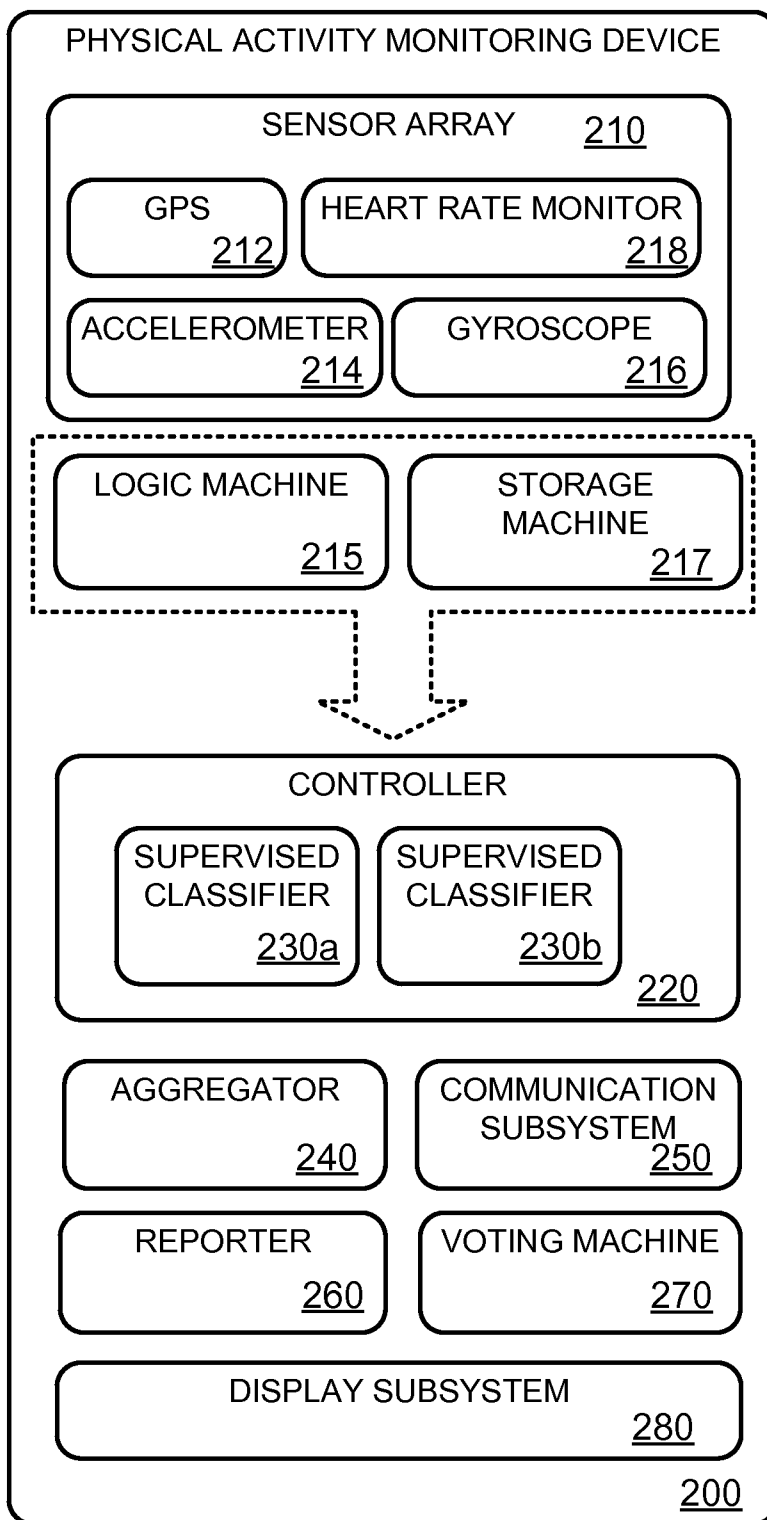 PHYSICAL ACTIVITY MONITORING DEVICE
SENSOR ARRAY 210
GPS
212
HEART RATE MONITOR
218
ACCELEROMETER
214
GYROSCOPE
216
LOGIC MACHINE
215
STORAGE
MACHINE
217
CONTROLLER
SUPERVISED
CLASSIFIER
230a
SUPERVISED
CLASSIFIER
230b
220
AGGREGATOR
240
COMMUNICATION
SUBSYSTEM
250
REPORTER
260
VOTING MACHINE
270
DISPLAY SUBSYSTEM
280
200